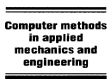 Computer methods
in applied
mechanics and
engineering